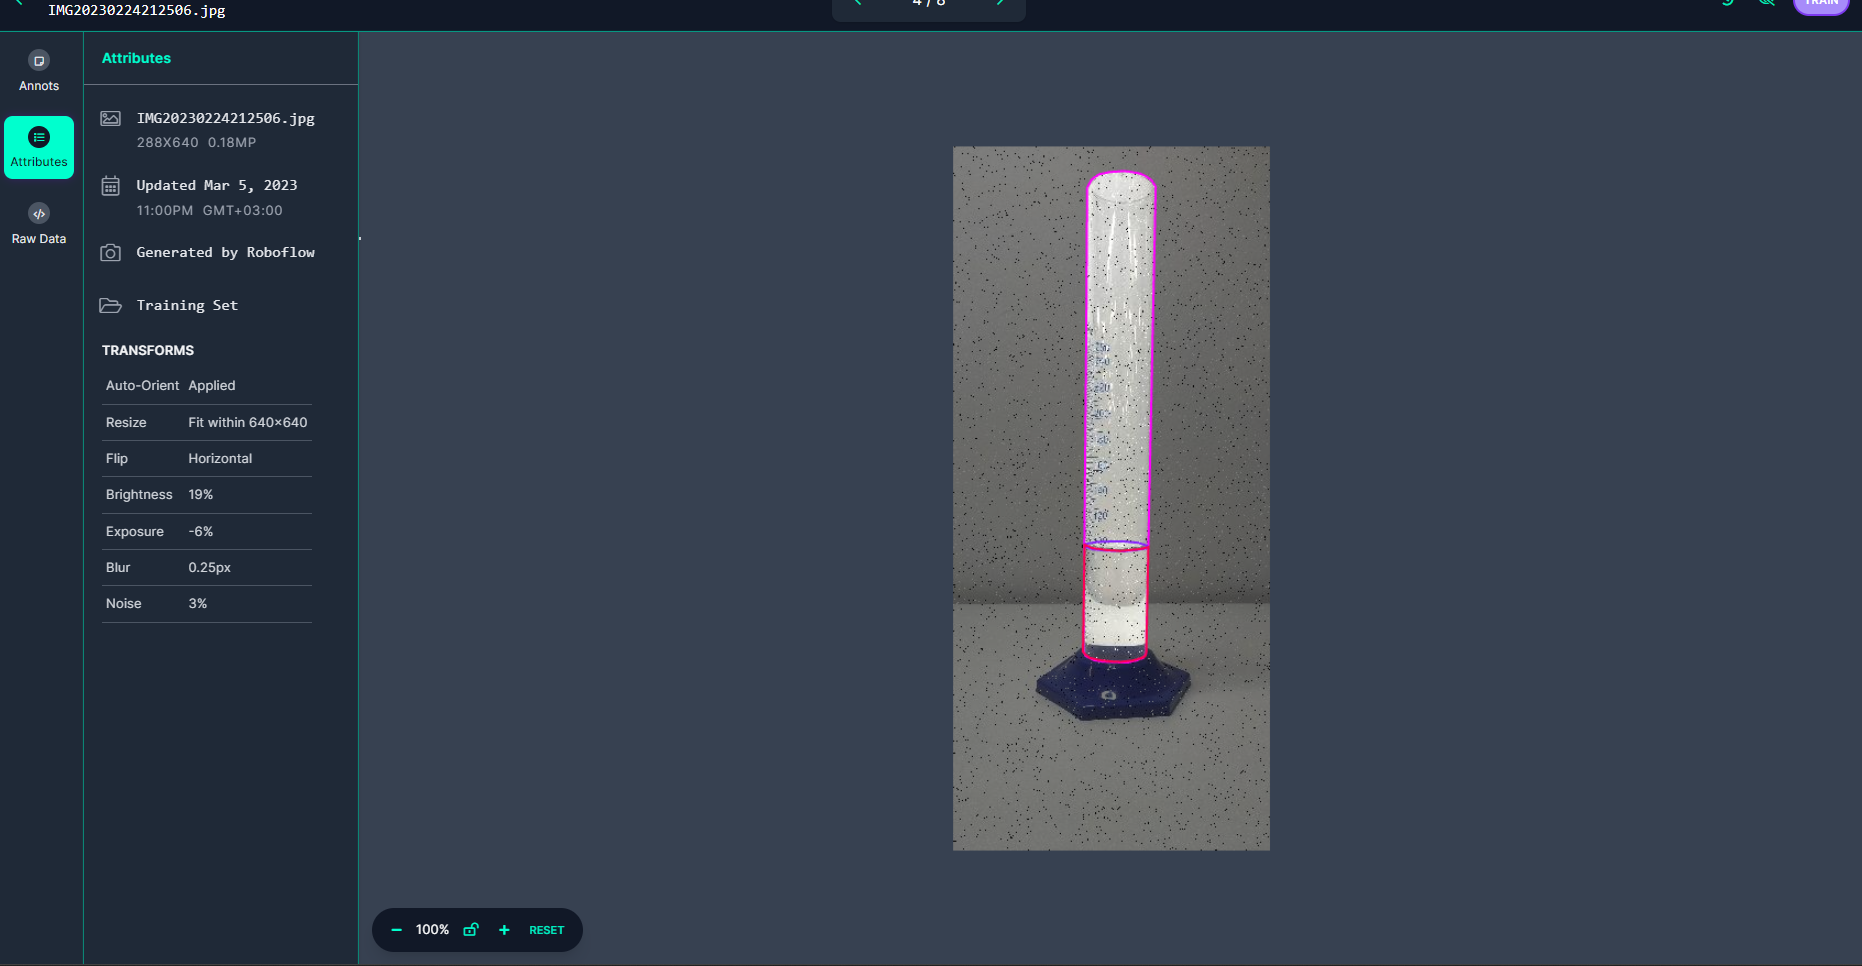 IMG20230224212506.jpg
4 / 8
TRAIN
Annots
Attributes
Raw Data
Attributes
IMG20230224212506.jpg
288X640 0.18MP
Updated Mar 5, 2023
11:00PM GMT+03:00
Generated by Roboflow
Training Set
TRANSFORMS
Auto-Orient Applied
Resize Fit within 640×640
Flip Horizontal
Brightness 19%
Exposure -6%
Blur 0.25px
Noise 3%
120
100% RESET